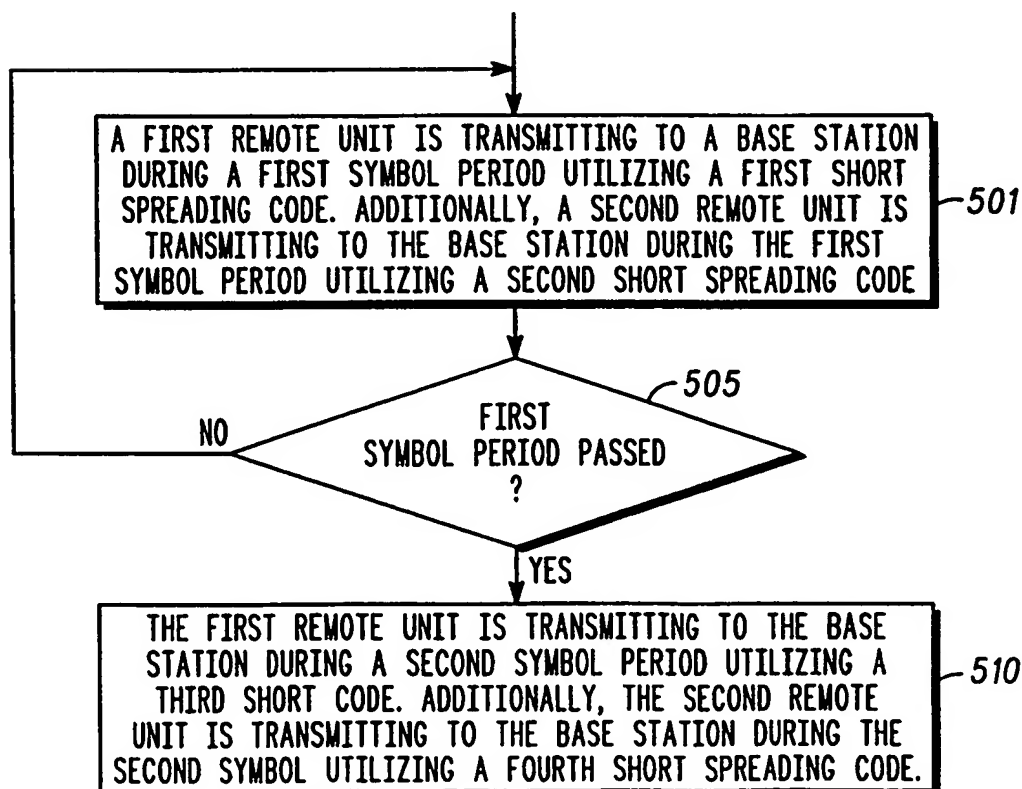 A FIRST REMOTE UNIT IS TRANSMITTING TO A BASE STATION
DURING A FIRST SYMBOL PERIOD UTILIZING A FIRST SHORT
SPREADING CODE. ADDITIONALLY, A SECOND REMOTE UNIT IS
TRANSMITTING TO THE BASE STATION DURING THE FIRST
SYMBOL PERIOD UTILIZING A SECOND SHORT SPREADING CODE
501
505
FIRST
SYMBOL PERIOD PASSED
?
NO
YES
THE FIRST REMOTE UNIT IS TRANSMITTING TO THE BASE
STATION DURING A SECOND SYMBOL PERIOD UTILIZING A
THIRD SHORT CODE. ADDITIONALLY, THE SECOND REMOTE
UNIT IS TRANSMITTING TO THE BASE STATION DURING THE
SECOND SYMBOL UTILIZING A FOURTH SHORT SPREADING CODE.
510